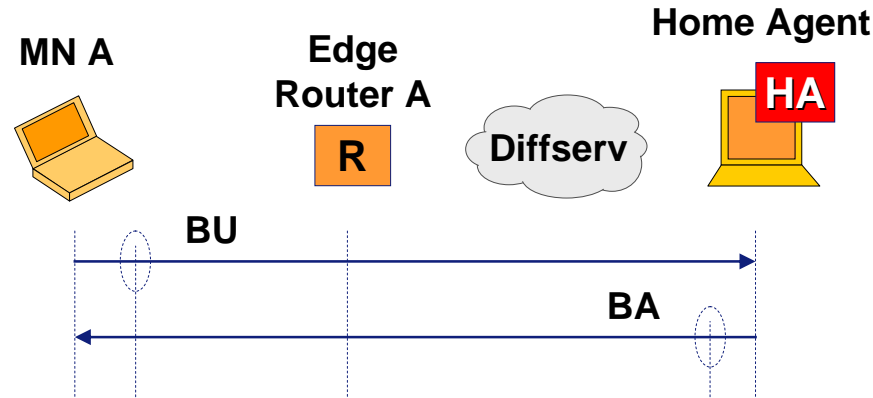 MN A
Edge
Router A
R
Diffserv
Home Agent
HA
BU
BA